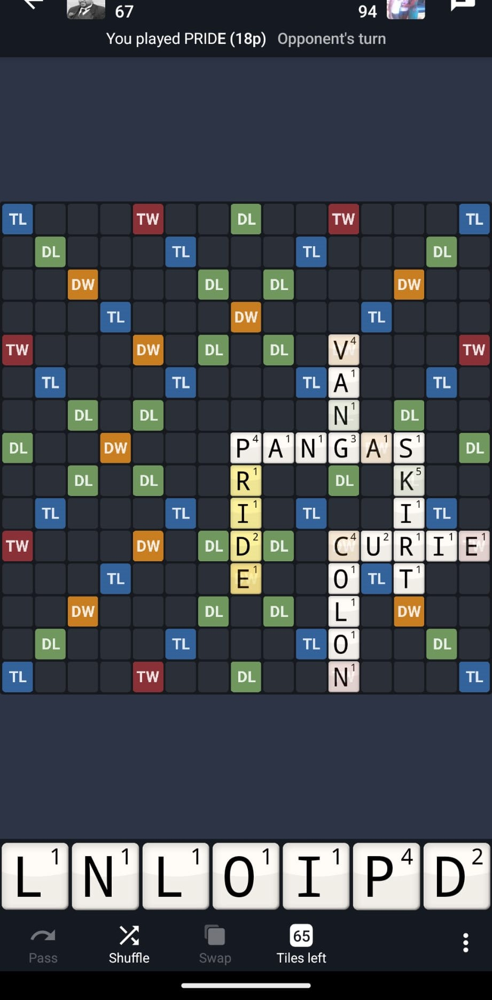 67 94
You played PRIDE (18p) Opponent's turn
TL TW DL TW TL
DL TL TL DL
DW DL DL DW
TL DW TL
TW DW DL DL V4 TW
TL TL TL A1 TL
DL DL N1 DL
DL DW P4 A1 N1 G3 A1 S1 DL
DL DL R1 DL K5
TL TL I1 TL I1 TL
TW DW DL D2 DL C4 U2 R1 I1 E1
TL E1 O1 TL T1
DW DL DL L1 DW
DL TL TL O1 DL
TL TW DL N1 TL
L1 N1 L1 O1 I1 P4 D2
65
Pass Shuffle Swap Tiles left